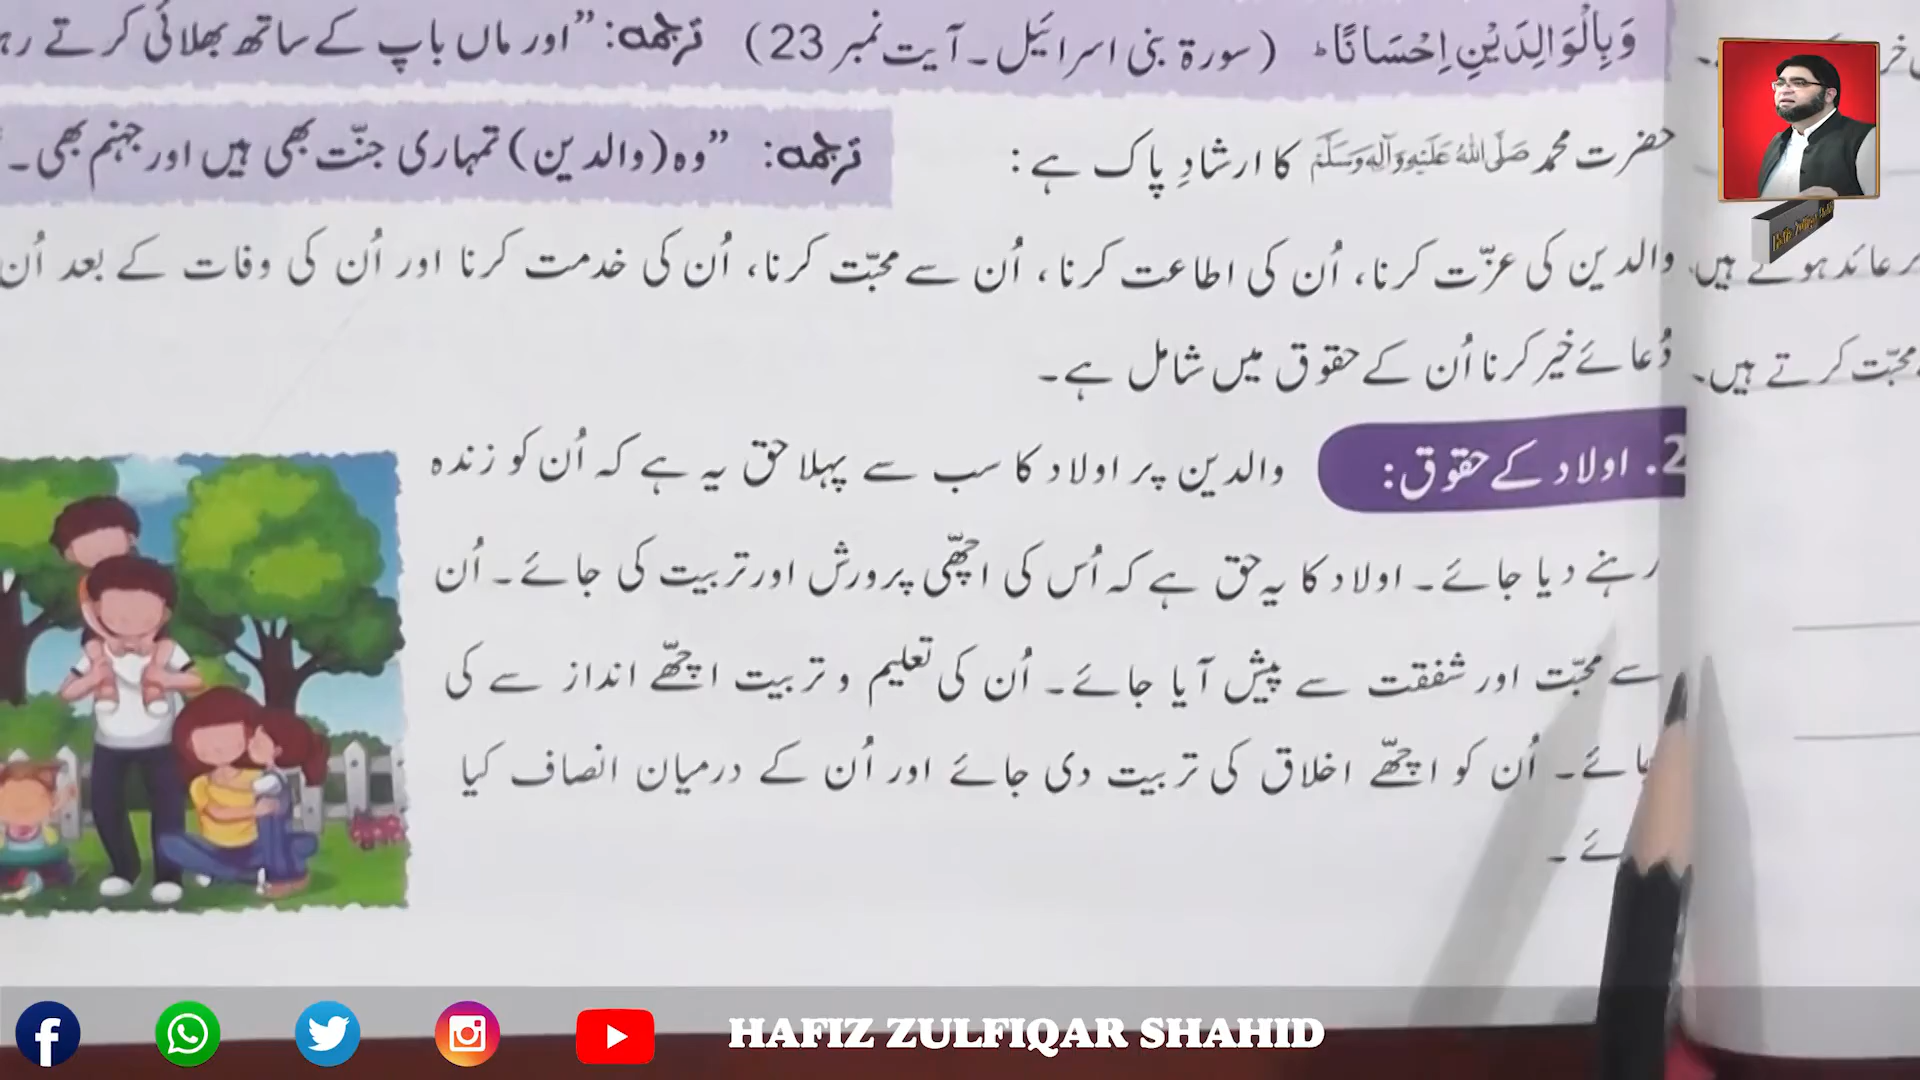 وَبِالْوَالِدَيْنِ اِحْسَانًا ط (سورۃ بنی اسرائیل۔ آیت نمبر 23) ترجمہ: ”اور ماں باپ کے ساتھ بھلائی کرتے
حضرت محمد صَلَّى اللهُ عَلَيْهِ وَآلِهِ وَسَلَّم کا ارشادِ پاک ہے: ترجمہ: ”وہ (والدین) تمہاری جنّت بھی ہیں اور جہنم بھی۔
والدین کی عزّت کرنا، اُن کی اطاعت کرنا، اُن سے محبّت کرنا، اُن کی خدمت کرنا اور اُن کی وفات کے بعد اُن
دُعائے خیر کرنا اُن کے حقوق میں شامل ہے۔
2. اولاد کے حقوق: والدین پر اولاد کا سب سے پہلا حق یہ ہے کہ اُن کو زندہ
رہنے دیا جائے۔ اولاد کا یہ حق ہے کہ اُس کی اچھّی پرورش اور تربیت کی جائے۔ اُن
سے محبّت اور شفقت سے پیش آیا جائے۔ اُن کی تعلیم و تربیت اچھّے انداز سے کی
جائے۔ اُن کو اچھّے اخلاق کی تربیت دی جائے اور اُن کے درمیان انصاف کیا
عائد ہوتے ہیں
محبّت کرتے ہیں۔
HAFIZ ZULFIQAR SHAHID